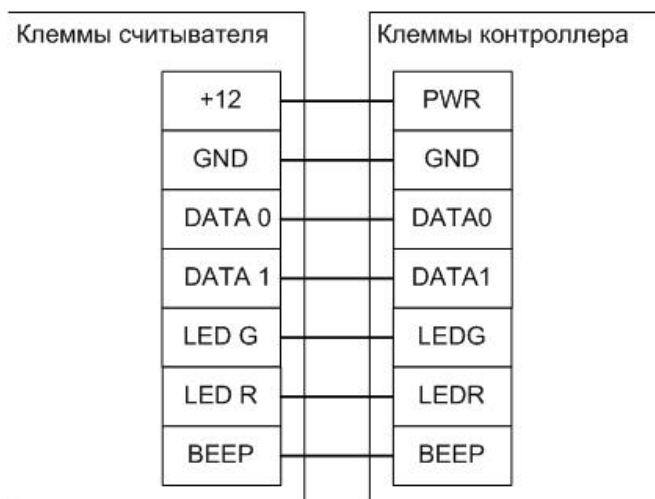 Клеммы считывателя
Клеммы контроллера
+12
PWR
GND
GND
DATA 0
DATA0
DATA 1
DATA1
LED G
LEDG
LED R
LEDR
BEEP
BEEP